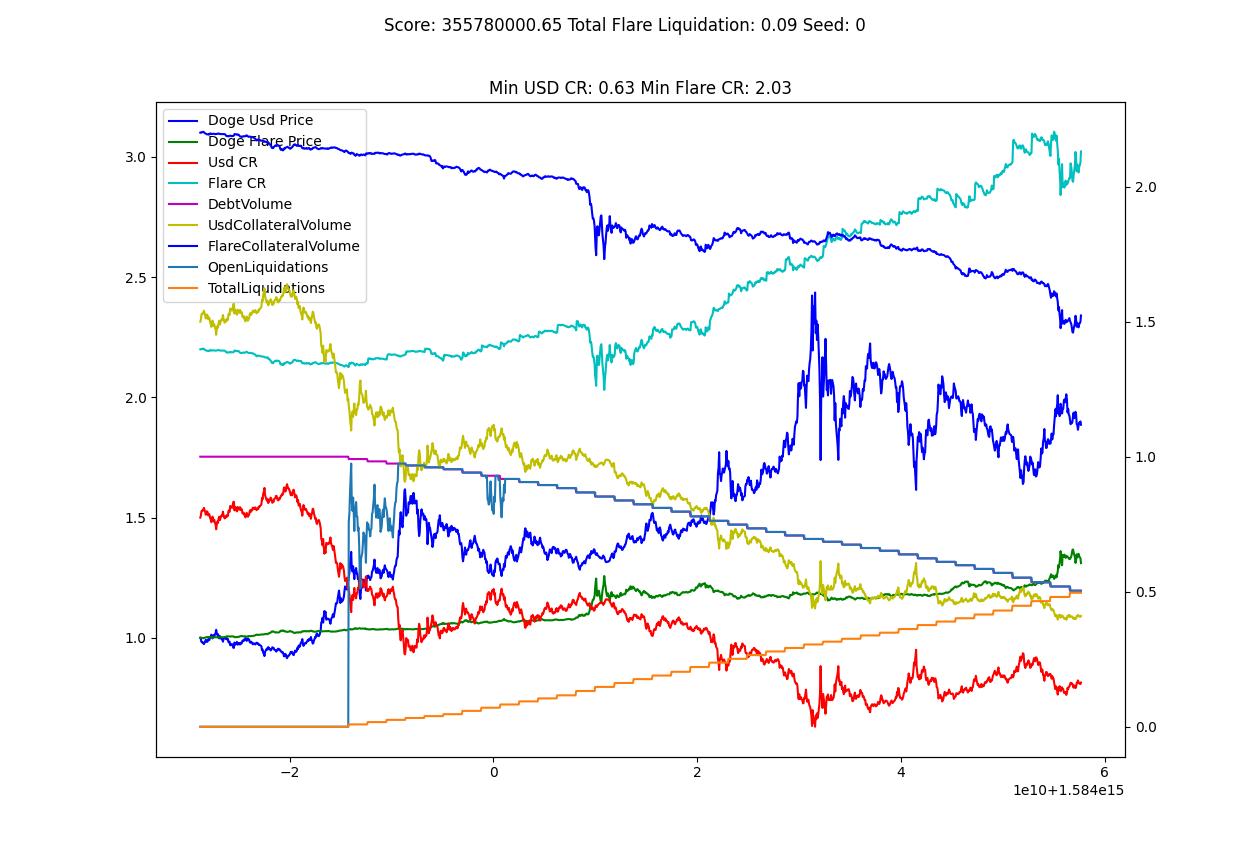 Score: 355780000.65 Total Flare Liquidation: 0.09 Seed: 0
Min USD CR: 0.63 Min Flare CR: 2.03
Doge Usd Price
Doge Flare Price
Usd CR
Flare CR
DebtVolume
UsdCollateralVolume
FlareCollateralVolume
OpenLiquidations
TotalLiquidations
3.0
2.5
2.0
1.5
1.0
2.0
1.5
1.0
0.5
0.0
−2
0
2
4
6
1e10+1.584e15